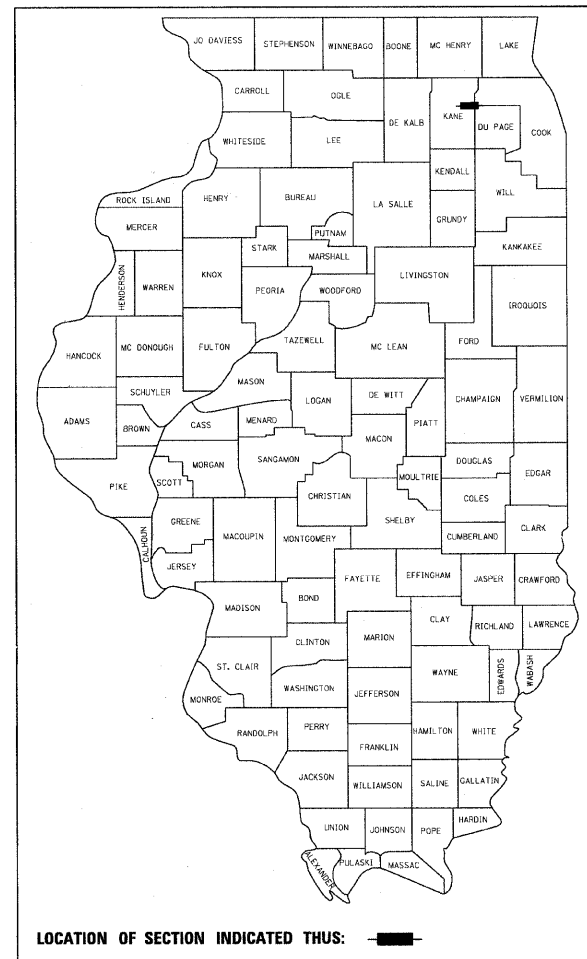 JO DAVIESS STEPHENSON WINNEBAGO BOONE MC HENRY LAKE
CARROLL OGLE
DE KALB KANE DU PAGE COOK
WHITESIDE LEE
KENDALL
ROCK ISLAND HENRY BUREAU LA SALLE GRUNDY WILL
MERCER PUTNAM
STARK MARSHALL KANKAKEE
HENDERSON WARREN KNOX PEORIA WOODFORD LIVINGSTON IROQUOIS
FULTON TAZEWELL MC LEAN FORD
HANCOCK MC DONOUGH
MASON
SCHUYLER LOGAN DE WITT CHAMPAIGN VERMILION
ADAMS BROWN CASS MENARD MACON PIATT
MORGAN SANGAMON DOUGLAS EDGAR
PIKE SCOTT CHRISTIAN MOULTRIE COLES
CALHOUN GREENE MACOUPIN MONTGOMERY SHELBY CUMBERLAND CLARK
JERSEY FAYETTE EFFINGHAM JASPER CRAWFORD
MADISON BOND
CLAY RICHLAND LAWRENCE
CLINTON MARION
ST. CLAIR WAYNE EDWARDS WABASH
WASHINGTON JEFFERSON
MONROE
RANDOLPH PERRY HAMILTON WHITE
FRANKLIN
JACKSON WILLIAMSON SALINE GALLATIN
UNION JOHNSON POPE HARDIN
ALEXANDER PULASKI MASSAC
LOCATION OF SECTION INDICATED THUS: